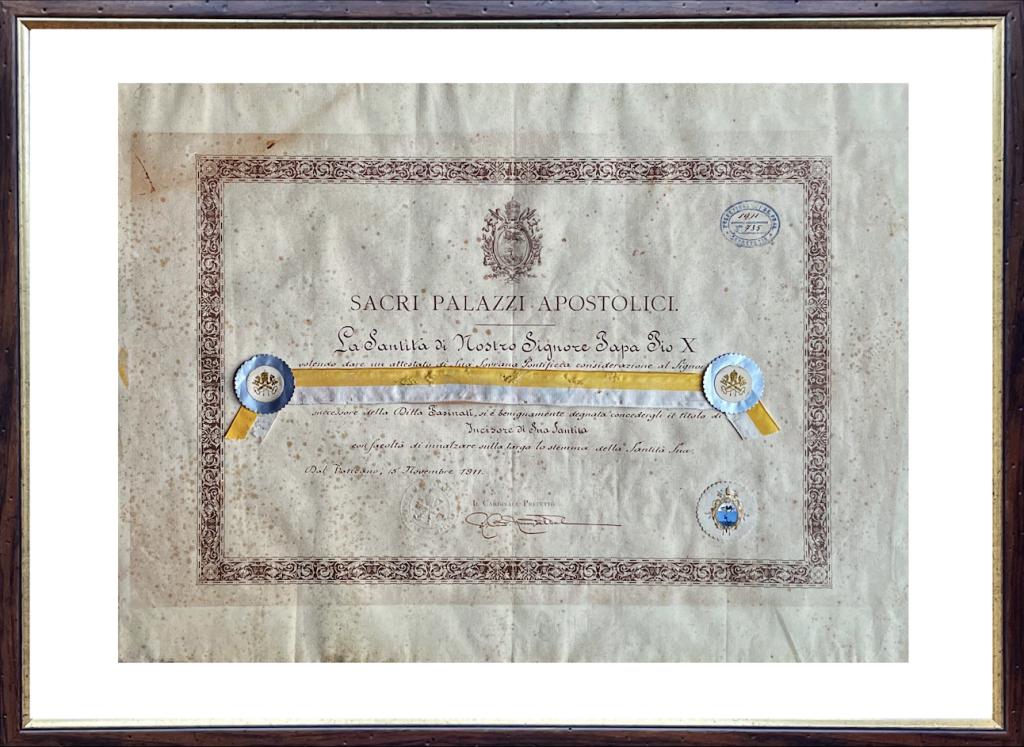 1911
935
SACRI PALAZZI APOSTOLICI.
La Santità di Nostro Signore Papa Pio X
volendo dare un attestato di Sua Sovrana Pontificia considerazione al Signor
successore della Ditta Fasinati, si è benignamente degnata concedergli il titolo di
Incisore di Sua Santità
con facoltà di innalzare sulla targa lo stemma della Santità Sua.
Dal Vaticano, 15 Novembre 1911.
IL CARDINALE PREFETTO